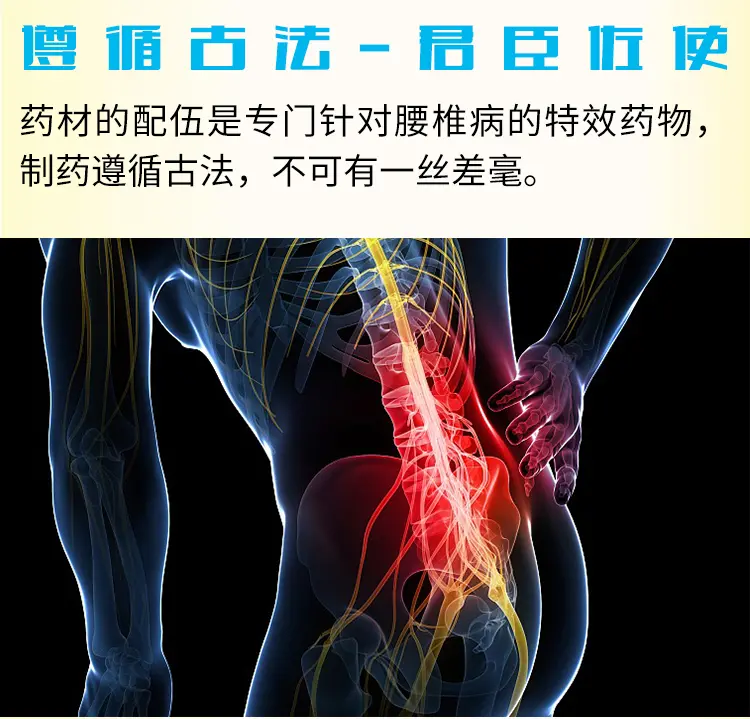 遵循古法-君臣佐使
药材的配伍是专门针对腰椎病的特效药物，
制药遵循古法，不可有一丝差毫。